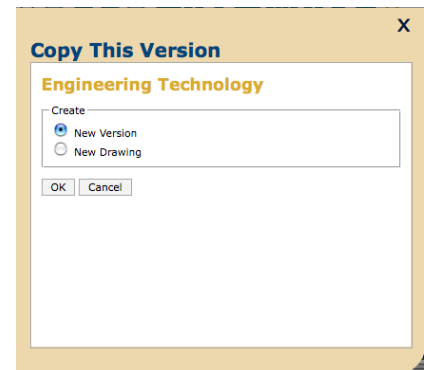 X
Copy This Version
Engineering Technology
Create
New Version
New Drawing
OK Cancel